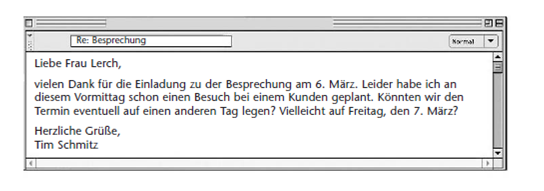 Re: Besprechung
Normal
Liebe Frau Lerch,
vielen Dank für die Einladung zu der Besprechung am 6. März. Leider habe ich an
diesem Vormittag schon einen Besuch bei einem Kunden geplant. Könnten wir den
Termin eventuell auf einen anderen Tag legen? Vielleicht auf Freitag, den 7. März?
Herzliche Grüße,
Tim Schmitz